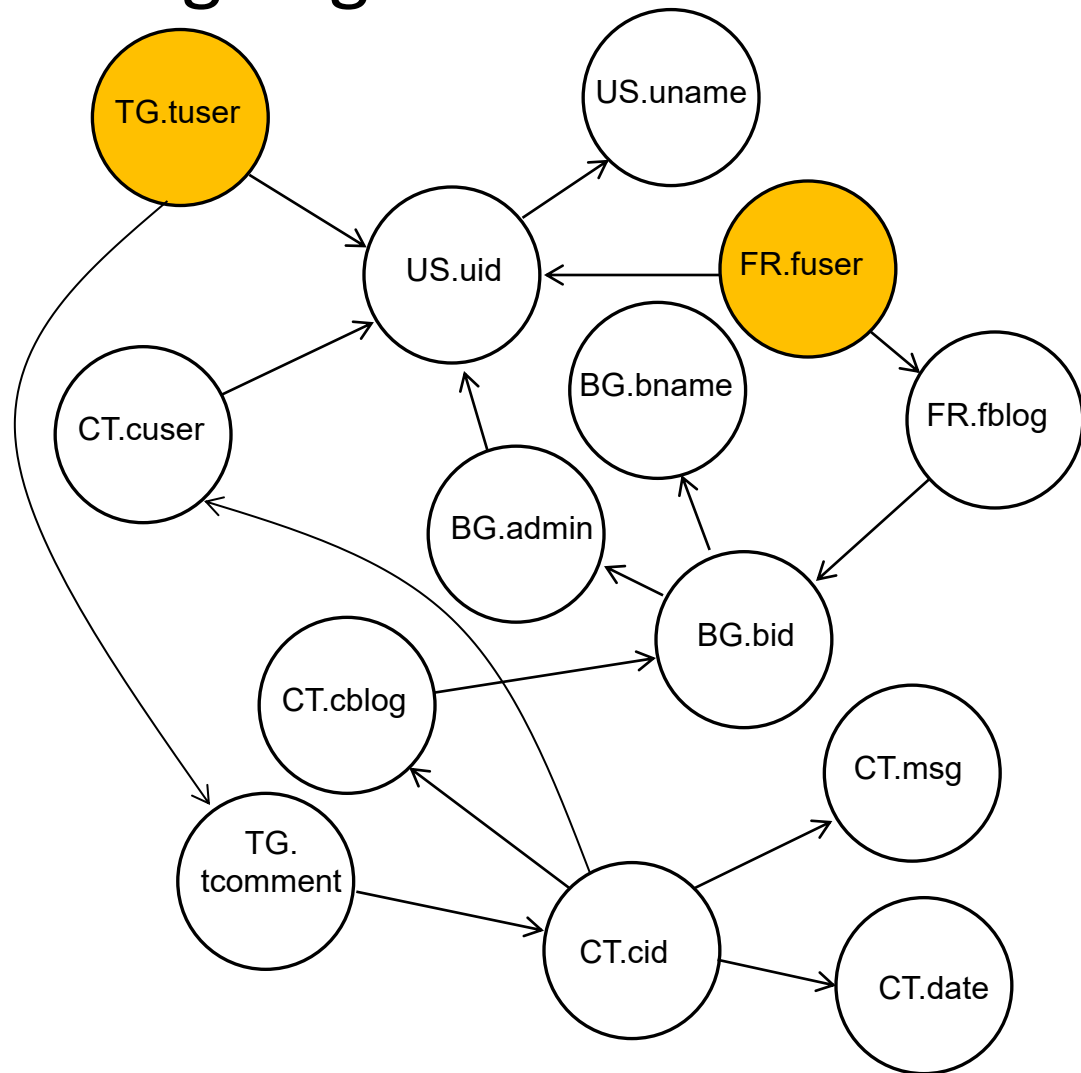 TG.tuser
US.uname
US.uid
FR.fuser
BG.bname
FR.fblog
CT.cuser
BG.admin
BG.bid
CT.cblog
CT.msg
TG.
tcomment
CT.cid
CT.date